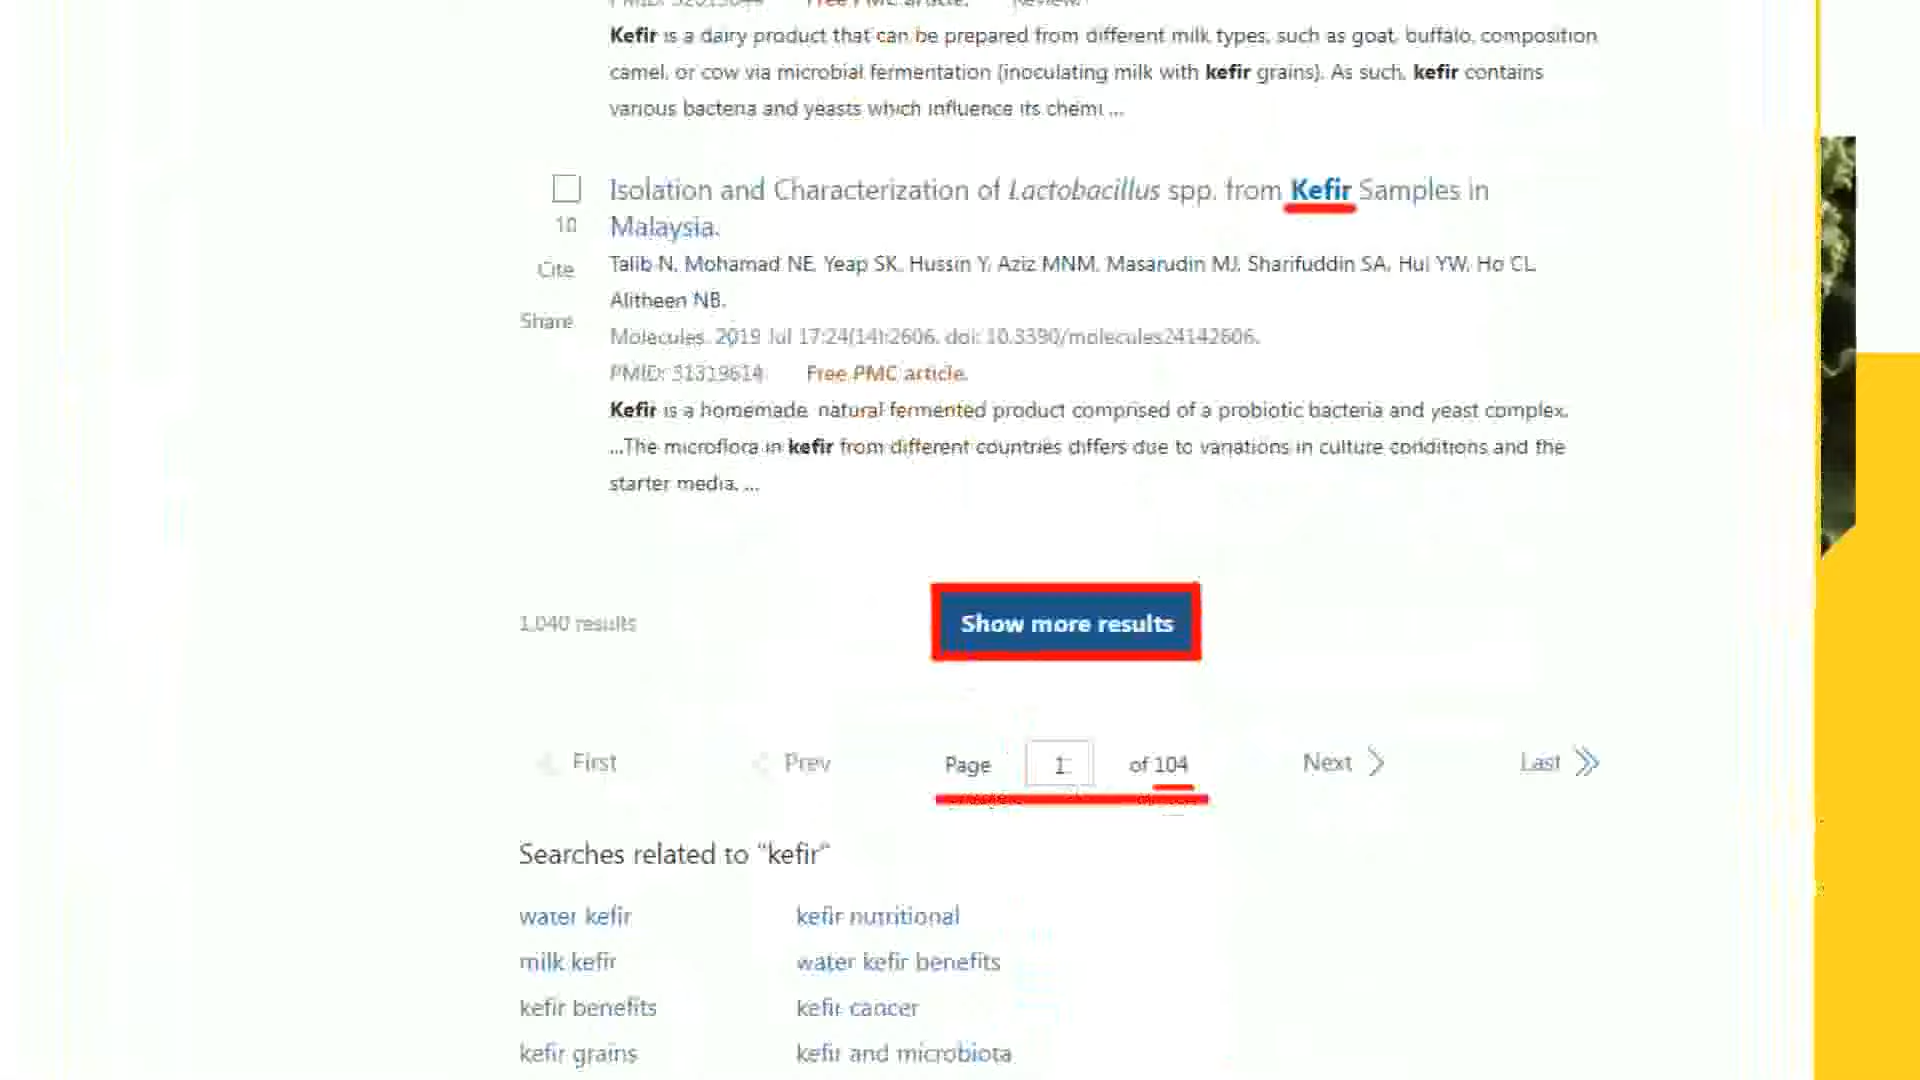 Free PMC article. Review.
Kefir is a dairy product that can be prepared from different milk types, such as goat, buffalo, composition
camel, or cow via microbial fermentation (inoculating milk with kefir grains). As such, kefir contains
various bacteria and yeasts which influence its chemi ...
Isolation and Characterization of Lactobacillus spp. from Kefir Samples in
10
Malaysia.
Cite
Talib N, Mohamad NE, Yeap SK, Hussin Y, Aziz MNM, Masarudin MJ, Sharifuddin SA, Hui YW, Ho CL,
Alitheen NB.
Share
Molecules. 2019 Jul 17;24(14):2606. doi: 10.3390/molecules24142606.
PMID: 31319614 Free PMC article.
Kefir is a homemade, natural fermented product comprised of a probiotic bacteria and yeast complex.
...The microflora in kefir from different countries differs due to variations in culture conditions and the
starter media. ...
1,040 results
Show more results
First Prev Page 1 of 104 Next Last
Searches related to "kefir"
water kefir kefir nutritional
milk kefir water kefir benefits
kefir benefits kefir cancer
kefir grains kefir and microbiota